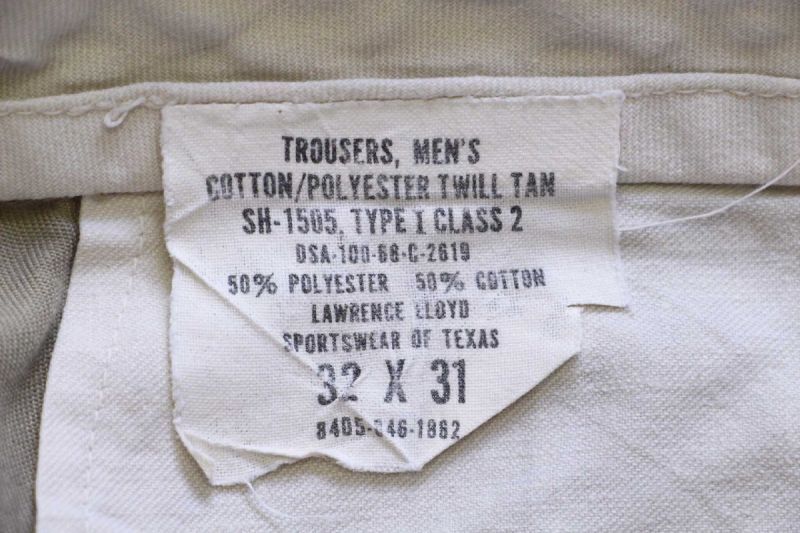 TROUSERS, MEN'S
COTTON/POLYESTER TWILL TAN
SH-1505, TYPE I CLASS 2
DSA-100-68-C-2619
50% POLYESTER 50% COTTON
LAWRENCE LLOYD
SPORTSWEAR OF TEXAS
32 X 31
8405-846-1862